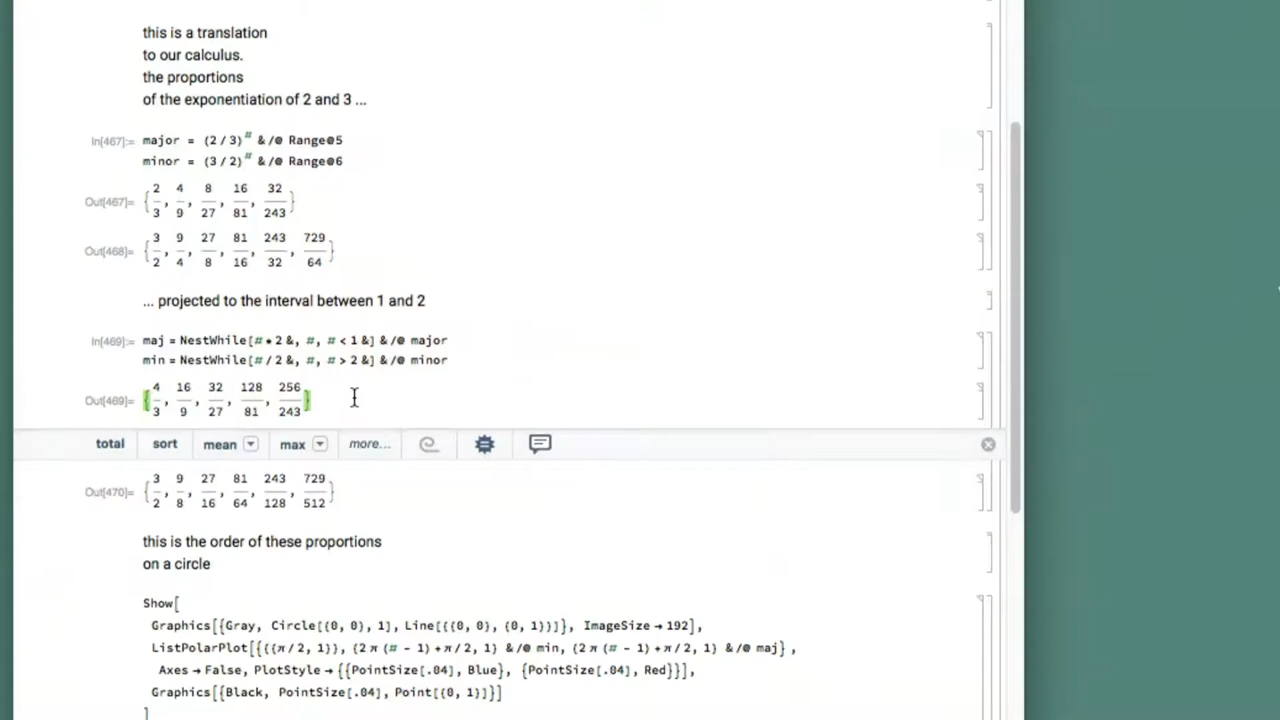 this is a translation
to our calculus.
the proportions
of the exponentiation of 2 and 3 ...
In[467]:= major = (2 / 3)^# & /@ Range@5
minor = (3 / 2)^# & /@ Range@6
Out[467]= {2/3, 4/9, 8/27, 16/81, 32/243}
Out[468]= {3/2, 9/4, 27/8, 81/16, 243/32, 729/64}
... projected to the interval between 1 and 2
In[469]:= maj = NestWhile[# * 2 &, #, # < 1 &] & /@ major
min = NestWhile[# / 2 &, #, # > 2 &] & /@ minor
Out[469]= {4/3, 16/9, 32/27, 128/81, 256/243}
total sort mean max more...
Out[470]= {3/2, 9/8, 27/16, 81/64, 243/128, 729/512}
this is the order of these proportions
on a circle
Show[
Graphics[{Gray, Circle[{0, 0}, 1], Line[{{0, 0}, {0, 1}}]}, ImageSize → 192],
ListPolarPlot[{{{π / 2, 1}}, {2 π (# - 1) + π / 2, 1} & /@ min, {2 π (# - 1) + π / 2, 1} & /@ maj} ,
Axes → False, PlotStyle → {{PointSize[.04], Blue}, {PointSize[.04], Red}}],
Graphics[{Black, PointSize[.04], Point[{0, 1}]}]
]